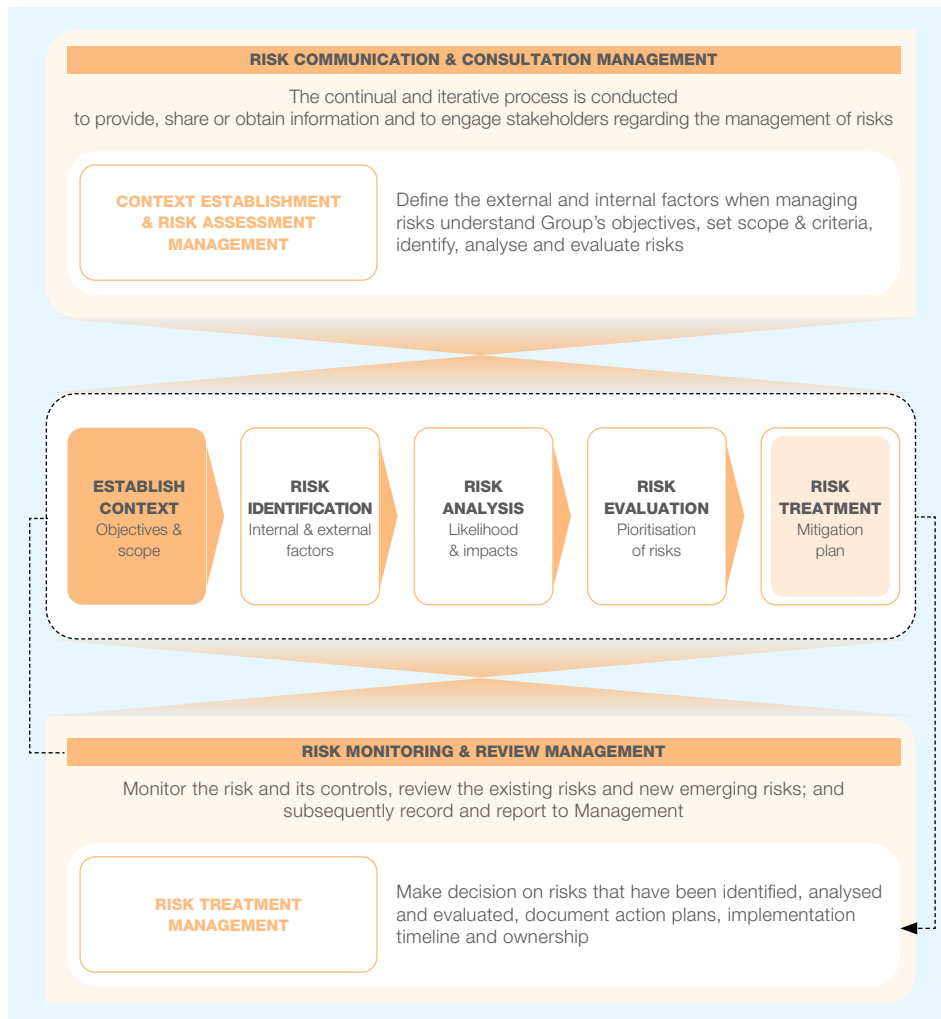 RISK COMMUNICATION & CONSULTATION MANAGEMENT
The continual and iterative process is conducted
to provide, share or obtain information and to engage stakeholders regarding the management of risks
CONTEXT ESTABLISHMENT
& RISK ASSESSMENT
MANAGEMENT
Define the external and internal factors when managing
risks understand Group's objectives, set scope & criteria,
identify, analyse and evaluate risks
ESTABLISH
CONTEXT
Objectives &
scope
RISK
IDENTIFICATION
Internal & external
factors
RISK
ANALYSIS
Likelihood
& impacts
RISK
EVALUATION
Pioritisation
of risks
RISK
TREATMENT
Mitigation
plan
RISK MONITORING & REVIEW MANAGEMENT
Monitor the risk and its controls, review the existing risks and new emerging risks; and
subsequently record and report to Management
RISK TREATMENT
MANAGEMENT
Make decision on risks that have been identified, analysed
and evaluated, document action plans, implementation
timeline and ownership